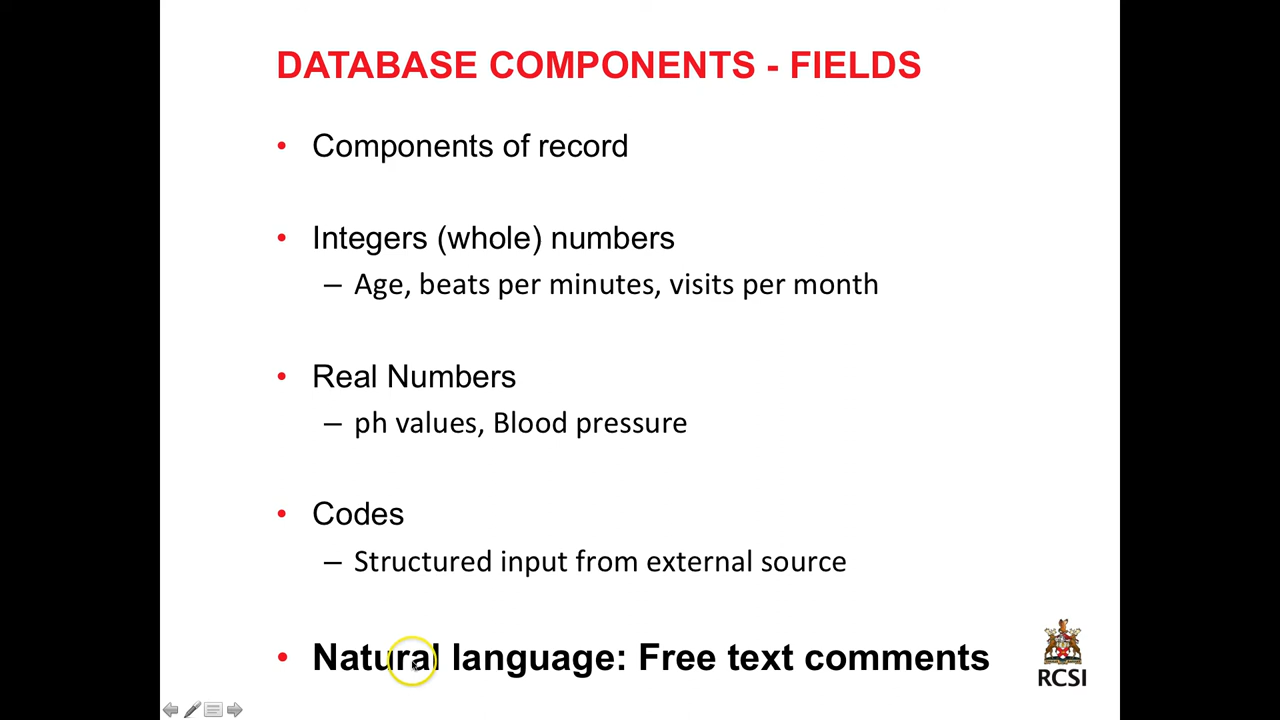 DATABASE COMPONENTS - FIELDS
• Components of record
• Integers (whole) numbers
– Age, beats per minutes, visits per month
• Real Numbers
– ph values, Blood pressure
• Codes
– Structured input from external source
• Natural language: Free text comments
RCSI